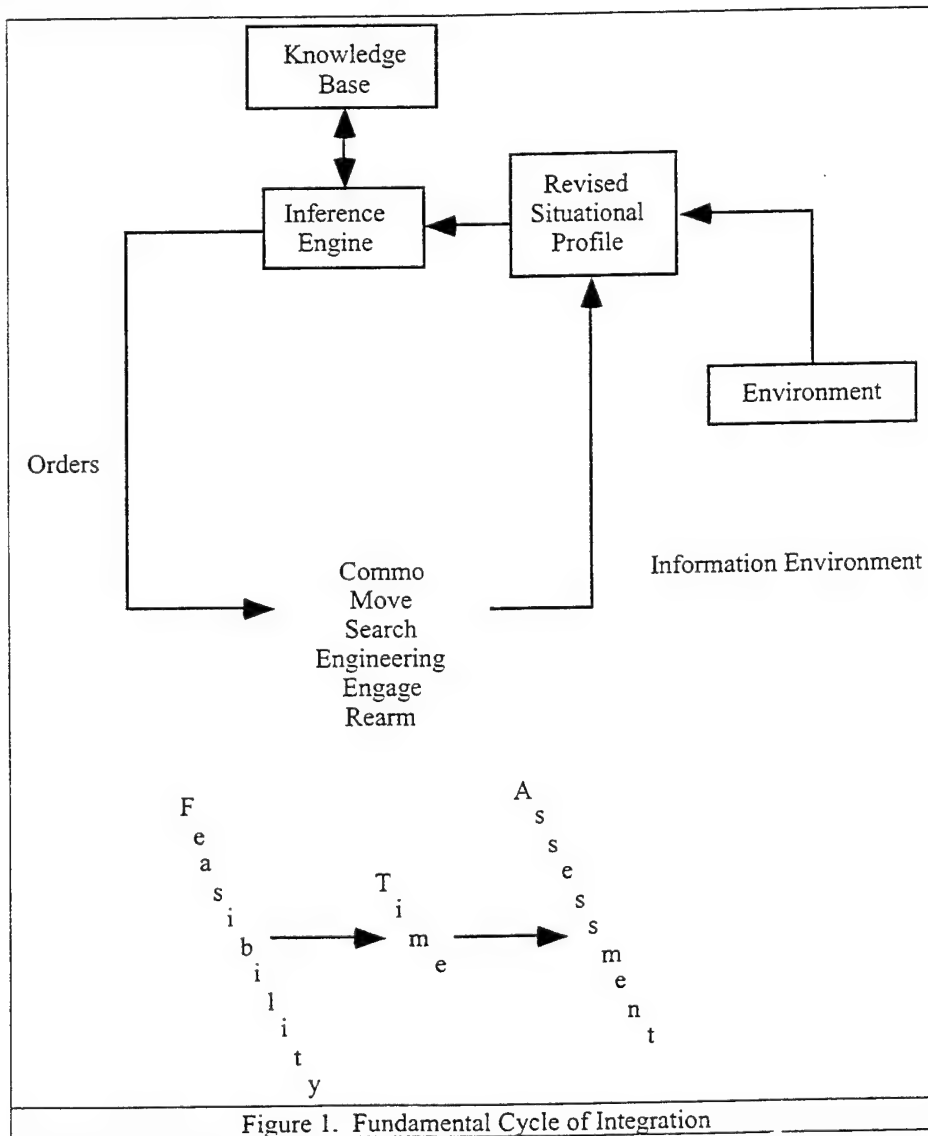 Knowledge
Base
Inference
Engine
Revised
Situational
Profile
Environment
Orders
Information Environment
Commo
Move
Search
Engineering
Engage
Rearm
Feasibility
Time
Assessment
Figure 1. Fundamental Cycle of Integration